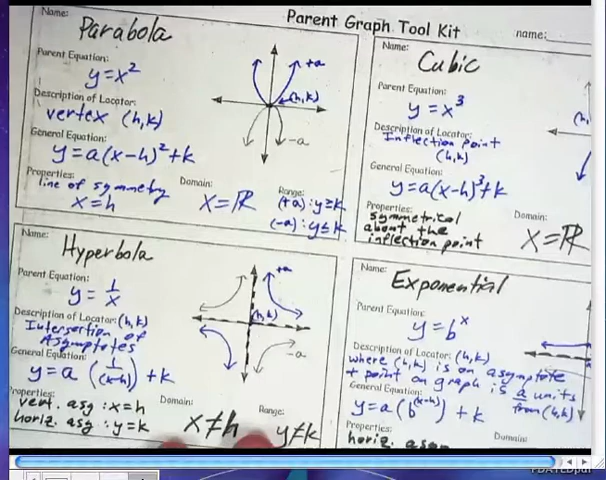 Parent Graph Tool Kit
name:
Name:
Parabola
Parent Equation:
y = x²
Description of Locator:
vertex (h,k)
General Equation:
y = a(x-h)² + k
Properties:
line of symmetry
x = h
Domain:
X = ℝ
Range:
(+a): y ≥ k
(-a): y ≤ k
+a
(h,k)
-a
Name:
Cubic
Parent Equation:
y = x³
Description of Locator:
Inflection point
(h,k)
General Equation:
y = a(x-h)³ + k
Properties:
symmetrical
about the
inflection point
Domain:
X = ℝ
(h,
Name:
Hyperbola
Parent Equation:
y = 1/x
Description of Locator: (h,k)
Intersection of
Asymptotes
General Equation:
y = a (1/(x-h)) + k
Properties:
vert. asy : x = h
horiz. asy : y = k
Domain:
X ≠ h
Range:
y ≠ k
+a
(h,k)
-a
Name:
Exponential
Parent Equation:
y = bˣ
Description of Locator: (h,k)
where (h,k) is on asymptote
+ point on graph is a units
from (h,k)
General Equation:
y = a(b^(x-h)) + k
Properties:
horiz.
Domain: